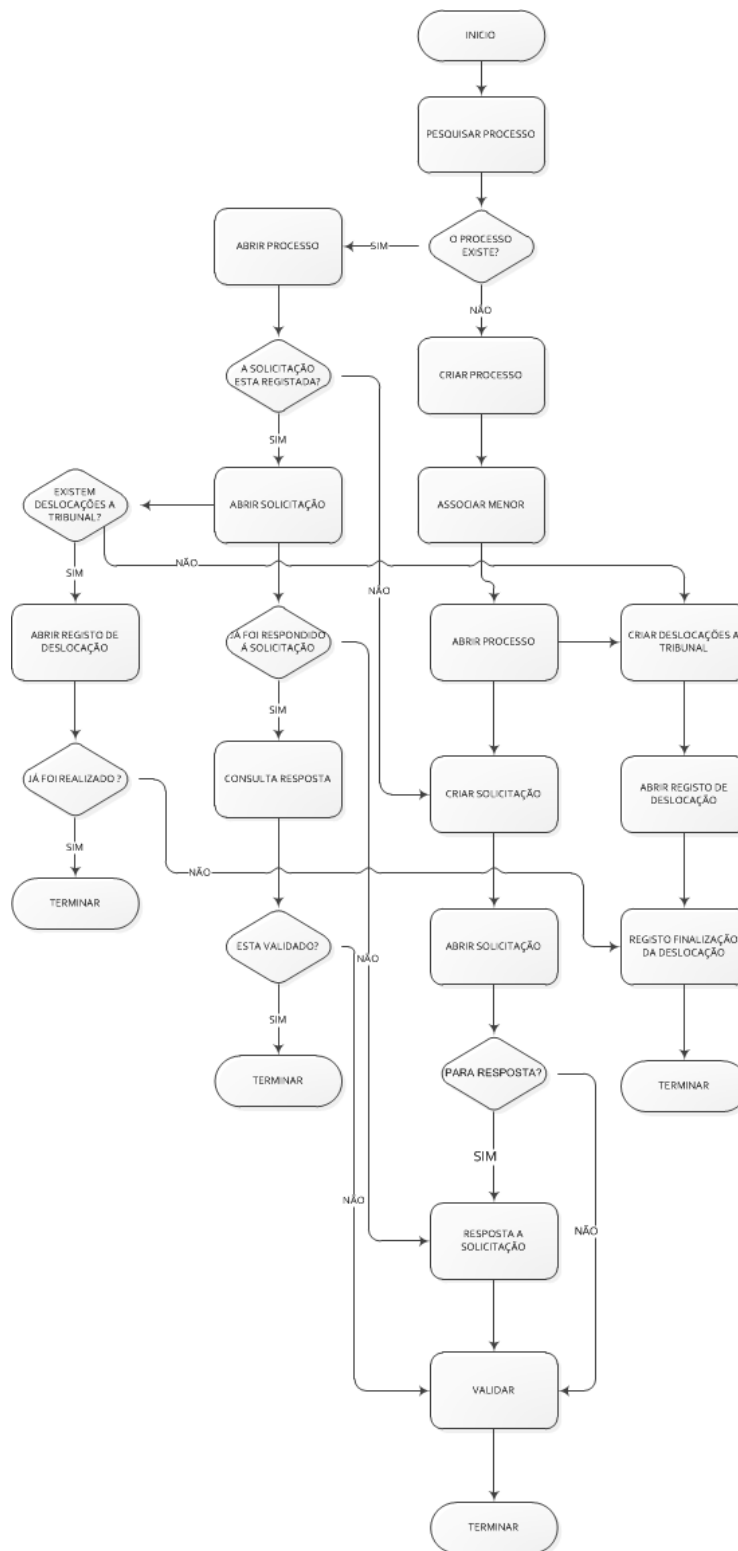 INICIO
PESQUISAR PROCESSO
ABRIR PROCESSO
SIM
O PROCESSO
EXISTE?
NÃO
A SOLICITAÇÃO
ESTA REGISTADA?
CRIAR PROCESSO
SIM
EXISTEM
DESLOCAÇÕES A
TRIBUNAL?
ABRIR SOLICITAÇÃO
ASSOCIAR MENOR
SIM
NÃO
NÃO
ABRIR REGISTO DE
DESLOCAÇÃO
JÁ FOI RESPONDIDO
Á SOLICITAÇÃO
ABRIR PROCESSO
CRIAR DESLOCAÇÕES A
TRIBUNAL
SIM
JÁ FOI REALIZADO ?
CONSULTA RESPOSTA
CRIAR SOLICITAÇÃO
ABRIR REGISTO DE
DESLOCAÇÃO
SIM
NÃO
TERMINAR
ESTA VALIDADO?
NÃO
ABRIR SOLICITAÇÃO
REGISTO FINALIZAÇÃO
DA DESLOCAÇÃO
SIM
TERMINAR
PARA RESPOSTA?
TERMINAR
SIM
NÃO
RESPOSTA A
SOLICITAÇÃO
NÃO
VALIDAR
TERMINAR